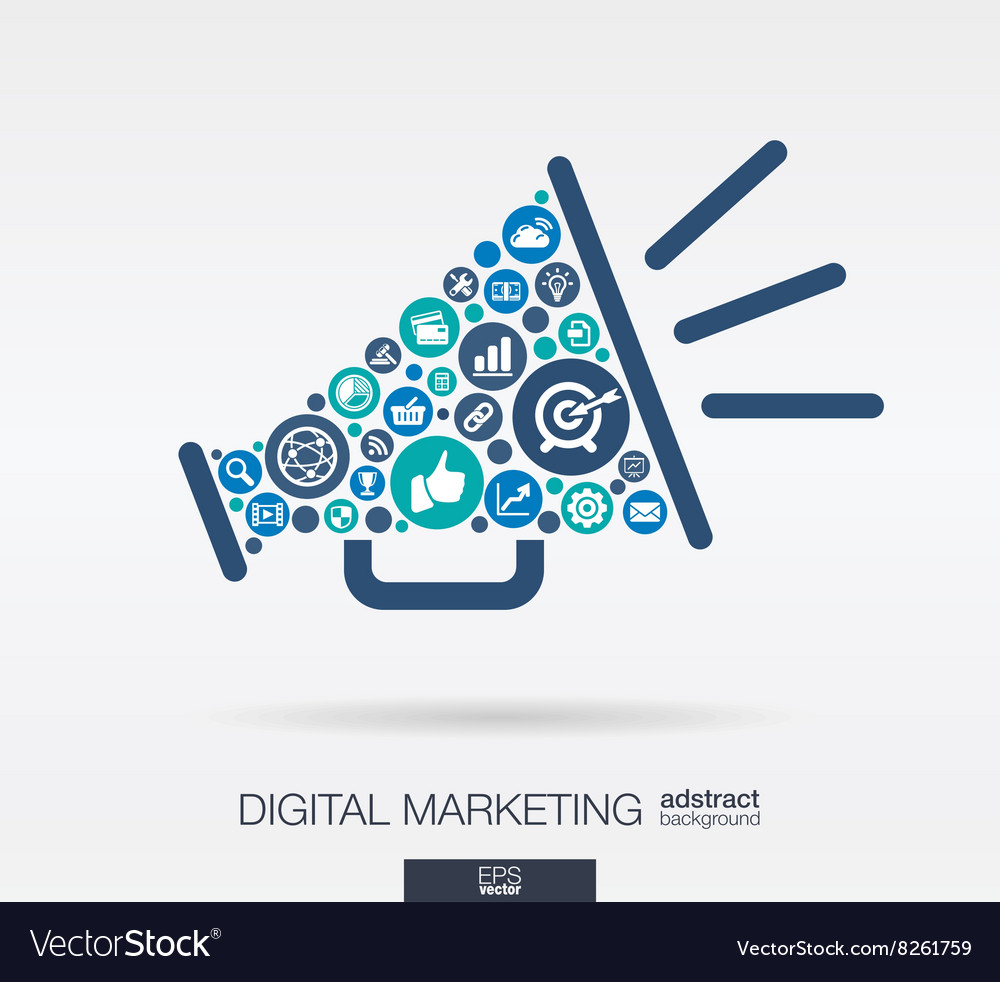 DIGITAL MARKETING adstract
background
EPS
vector
VectorStock®
VectorStock.com/8261759